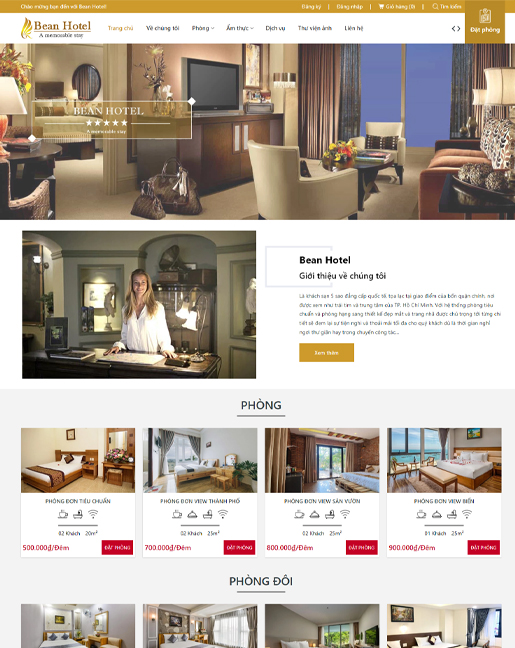 Chào mừng bạn đến với Bean Hotel!
Đăng ký
Đăng nhập
Giỏ hàng (0)
Tìm kiếm
Đặt phòng
Bean Hotel
A memorable stay
Trang chủ
Về chúng tôi
Phòng
Ẩm thực
Dịch vụ
Thư viện ảnh
Liên hệ
BEAN HOTEL
A memorable stay
Bean Hotel
Giới thiệu về chúng tôi
Là khách sạn 5 sao đẳng cấp quốc tế, tọa lạc tại giao điểm của bốn quận chính, nơi
được xem như trái tim và trung tâm của TP. Hồ Chí Minh. Với hệ thống phòng tiêu
chuẩn và phòng hạng sang thiết kế đẹp mắt và trang nhã được chú trọng tới từng chi
tiết sẽ đem lại sự tiện nghi và thoải mái tối đa cho quý khách dù là thời gian nghỉ
ngơi thư giãn hay trong chuyến công tác...
Xem thêm
PHÒNG
PHÒNG ĐƠN TIÊU CHUẨN
02 Khách 20m²
500.000₫/Đêm
ĐẶT PHÒNG
PHÒNG ĐƠN VIEW THÀNH PHỐ
02 Khách 25m²
700.000₫/Đêm
ĐẶT PHÒNG
PHÒNG ĐƠN VIEW SÂN VƯỜN
02 Khách 25m²
800.000₫/Đêm
ĐẶT PHÒNG
PHÒNG ĐƠN VIEW BIỂN
01 Khách 25m²
900.000₫/Đêm
ĐẶT PHÒNG
PHÒNG ĐÔI